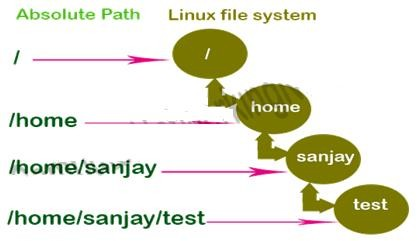 Absolute Path Linux file system
/ /
/home home
/home/sanjay sanjay
/home/sanjay/test test